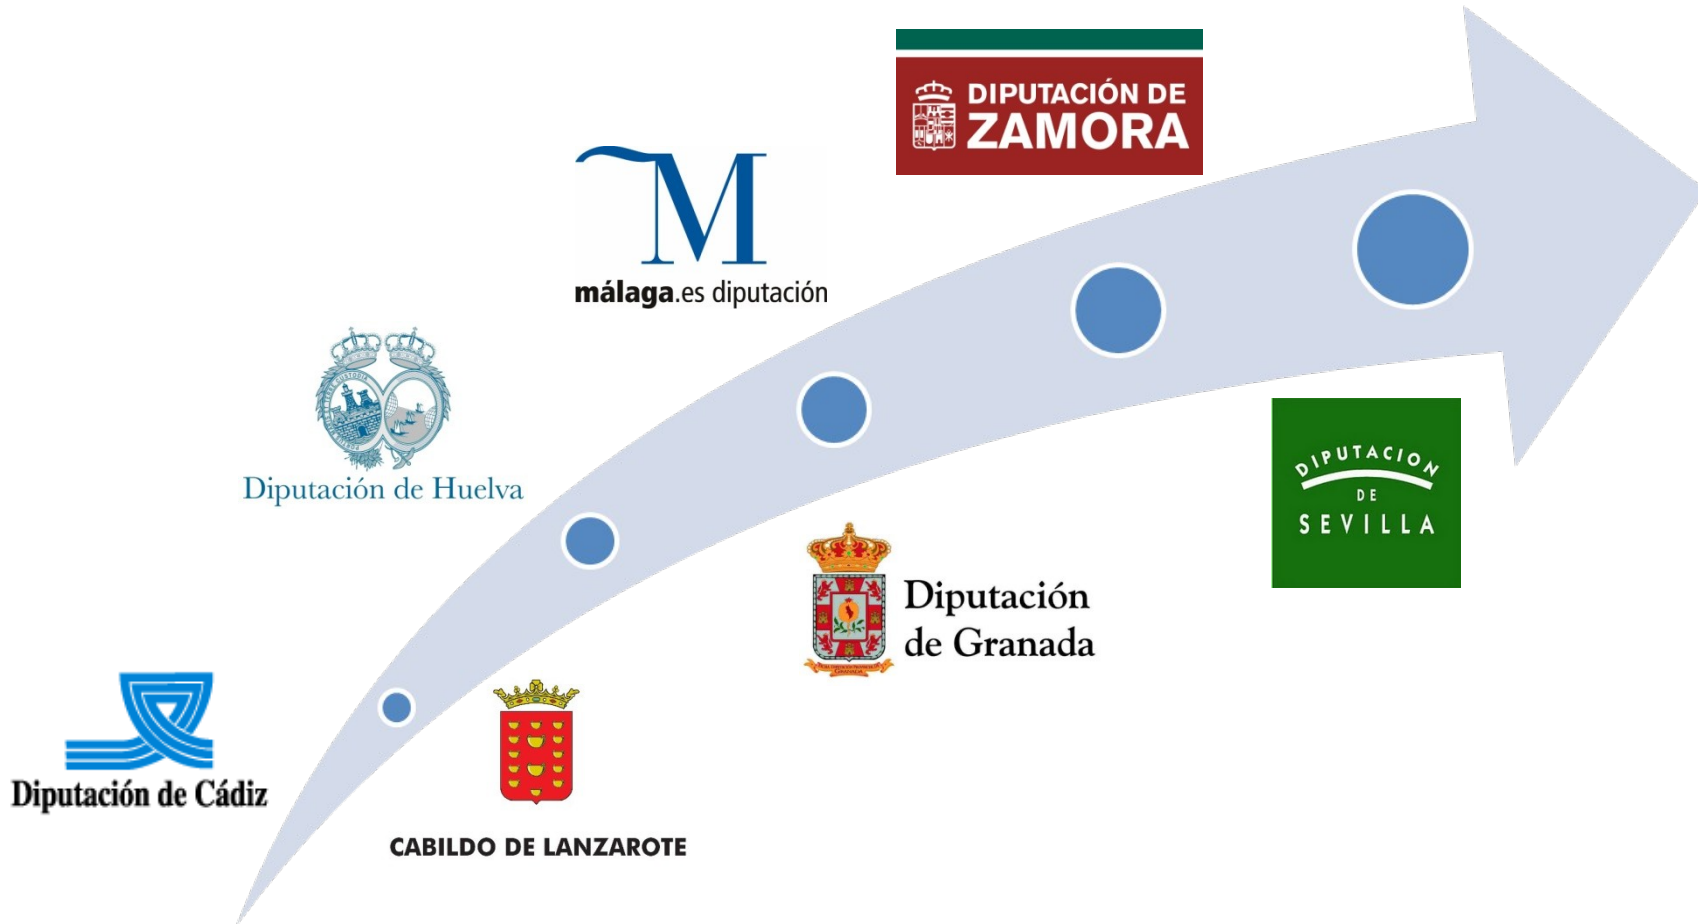 DIPUTACIÓN DE
ZAMORA
M
málaga.es diputación
Diputación de Huelva
DIPUTACION
DE
SEVILLA
Diputación
de Granada
Diputación de Cádiz
CABILDO DE LANZAROTE